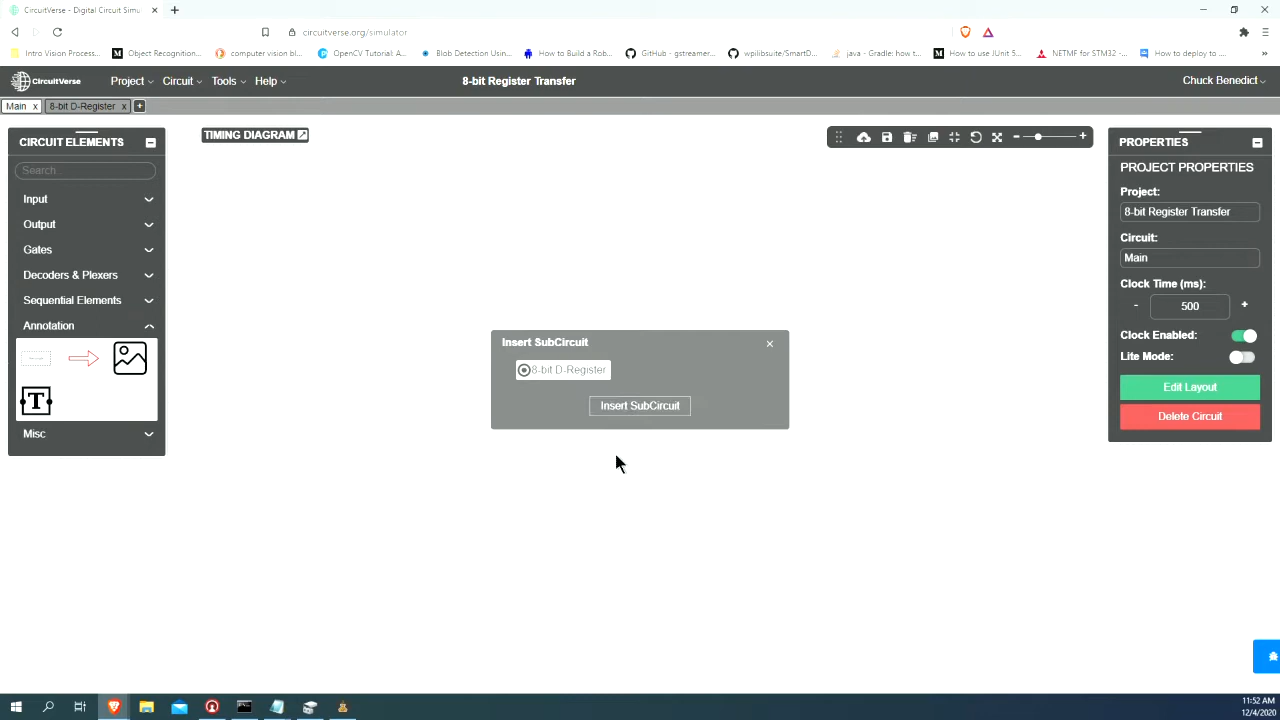 CircuitVerse - Digital Circuit Simu
circuitverse.org/simulator
Intro Vision Process...
Object Recognition...
computer vision bl...
OpenCV Tutorial: A...
Blob Detection Using...
How to Build a Rob...
GitHub - gstreamer...
wpilibsuite/SmartD...
java - Gradle: how t...
How to use JUnit 5...
NETMF for STM32 -...
How to deploy to ...
CircuitVerse
Project
Circuit
Tools
Help
8-bit Register Transfer
Chuck Benedict
Main x
8-bit D-Register x
CIRCUIT ELEMENTS
Search..
Input
Output
Gates
Decoders & Plexers
Sequential Elements
Annotation
T
Misc
TIMING DIAGRAM
Insert SubCircuit
8-bit D-Register
Insert SubCircuit
PROPERTIES
PROJECT PROPERTIES
Project:
8-bit Register Transfer
Circuit:
Main
Clock Time (ms):
- 500 +
Clock Enabled:
Lite Mode:
Edit Layout
Delete Circuit
11:52 AM
12/4/2020